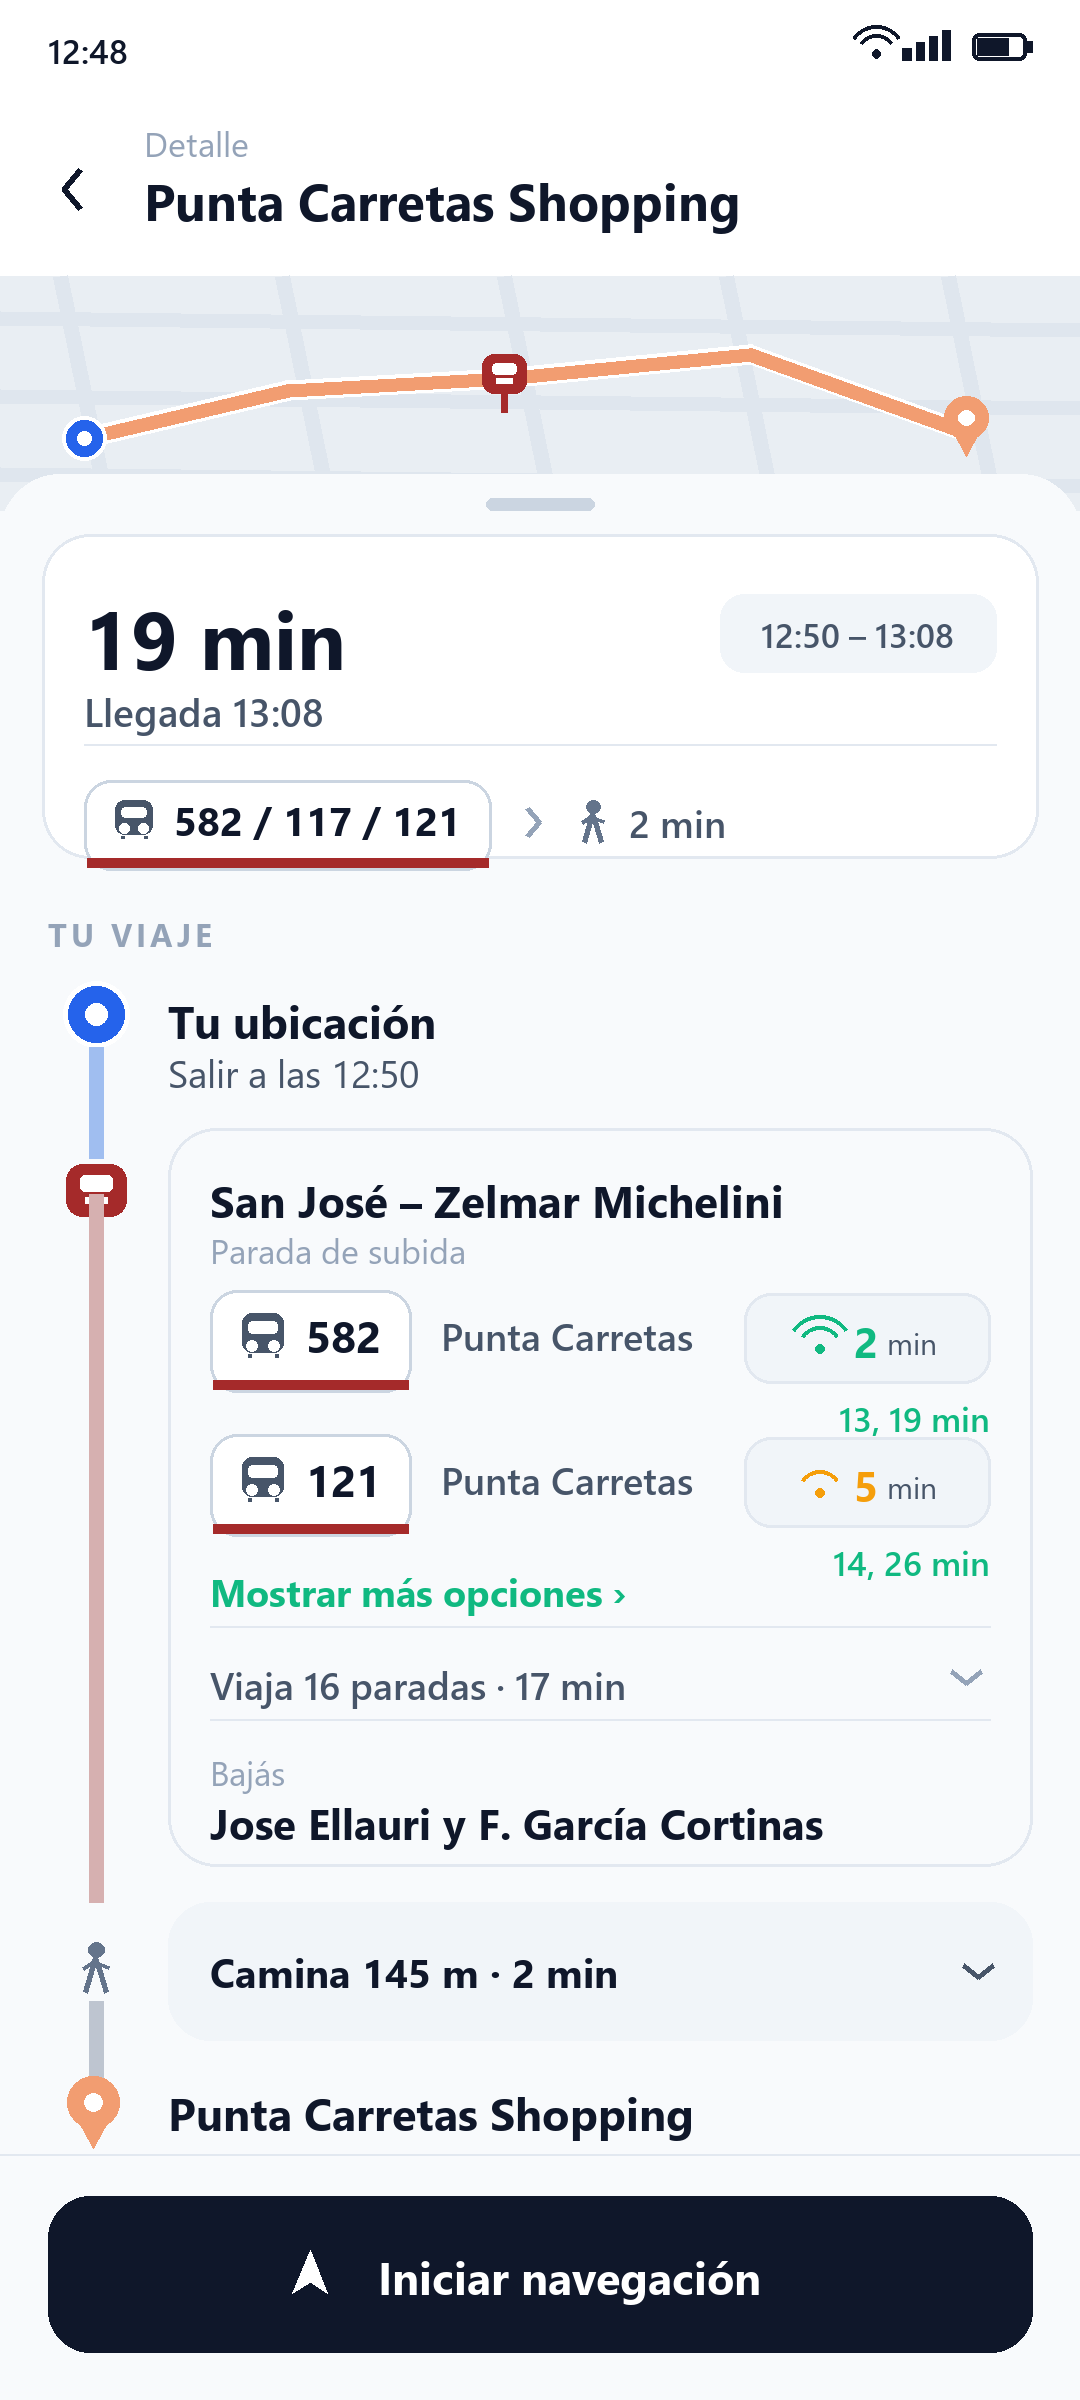 12:48
Detalle
Punta Carretas Shopping
19 min
12:50 – 13:08
Llegada 13:08
582 / 117 / 121
2 min
TU VIAJE
Tu ubicación
Salir a las 12:50
San José – Zelmar Michelini
Parada de subida
582 Punta Carretas 2 min
13, 19 min
121 Punta Carretas 5 min
14, 26 min
Mostrar más opciones ›
Viaja 16 paradas · 17 min
Bajás
Jose Ellauri y F. García Cortinas
Camina 145 m · 2 min
Punta Carretas Shopping
Iniciar navegación